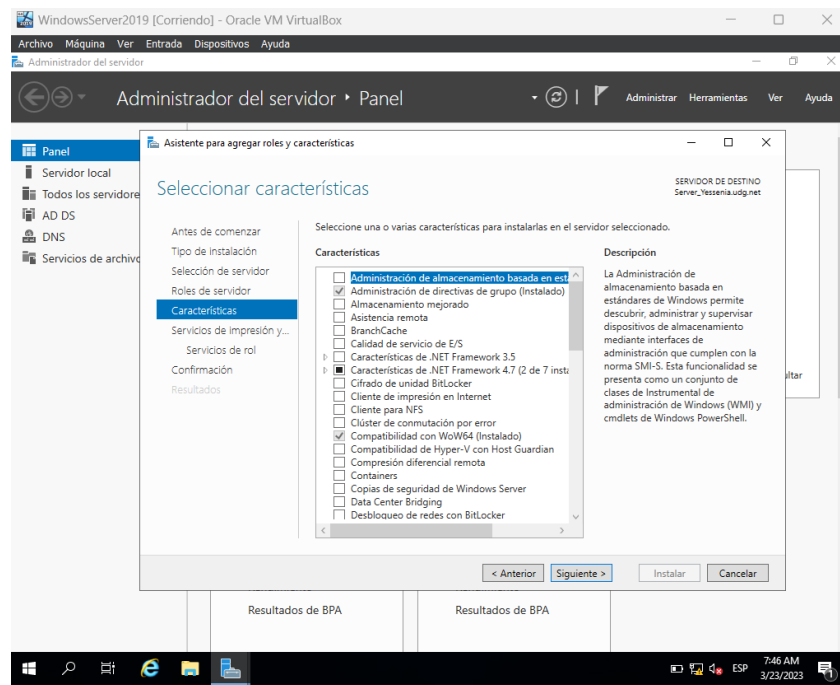 WindowsServer2019 [Corriendo] - Oracle VM VirtualBox
Archivo Máquina Ver Entrada Dispositivos Ayuda
Administrador del servidor
Administrador del servidor Panel
Administrar Herramientas Ver Ayuda
Panel
Servidor local
Todos los servidore
AD DS
DNS
Servicios de archivo
Asistente para agregar roles y características
Seleccionar características
SERVIDOR DE DESTINO
Server_Yessenia.udg.net
Antes de comenzar
Tipo de instalación
Selección de servidor
Roles de servidor
Características
Servicios de impresión y...
Servicios de rol
Confirmación
Resultados
Seleccione una o varias características para instalarlas en el servidor seleccionado.
Características
Administración de almacenamiento basada en está
Administración de directivas de grupo (Instalado)
Almacenamiento mejorado
Asistencia remota
BranchCache
Calidad de servicio de E/S
Características de .NET Framework 3.5
Características de .NET Framework 4.7 (2 de 7 insta
Cifrado de unidad BitLocker
Cliente de impresión en Internet
Cliente para NFS
Clúster de conmutación por error
Compatibilidad con WoW64 (Instalado)
Compatibilidad de Hyper-V con Host Guardian
Compresión diferencial remota
Containers
Copias de seguridad de Windows Server
Data Center Bridging
Desbloqueo de redes con BitLocker
Descripción
La Administración de
almacenamiento basada en
estándares de Windows permite
descubrir, administrar y supervisar
dispositivos de almacenamiento
mediante interfaces de
administración que cumplen con la
norma SMI-S. Esta funcionalidad se
presenta como un conjunto de
clases de Instrumental de
administración de Windows (WMI) y
cmdlets de Windows PowerShell.
ultar
< Anterior Siguiente > Instalar Cancelar
Resultados de BPA Resultados de BPA
ESP
7:46 AM
3/23/2023